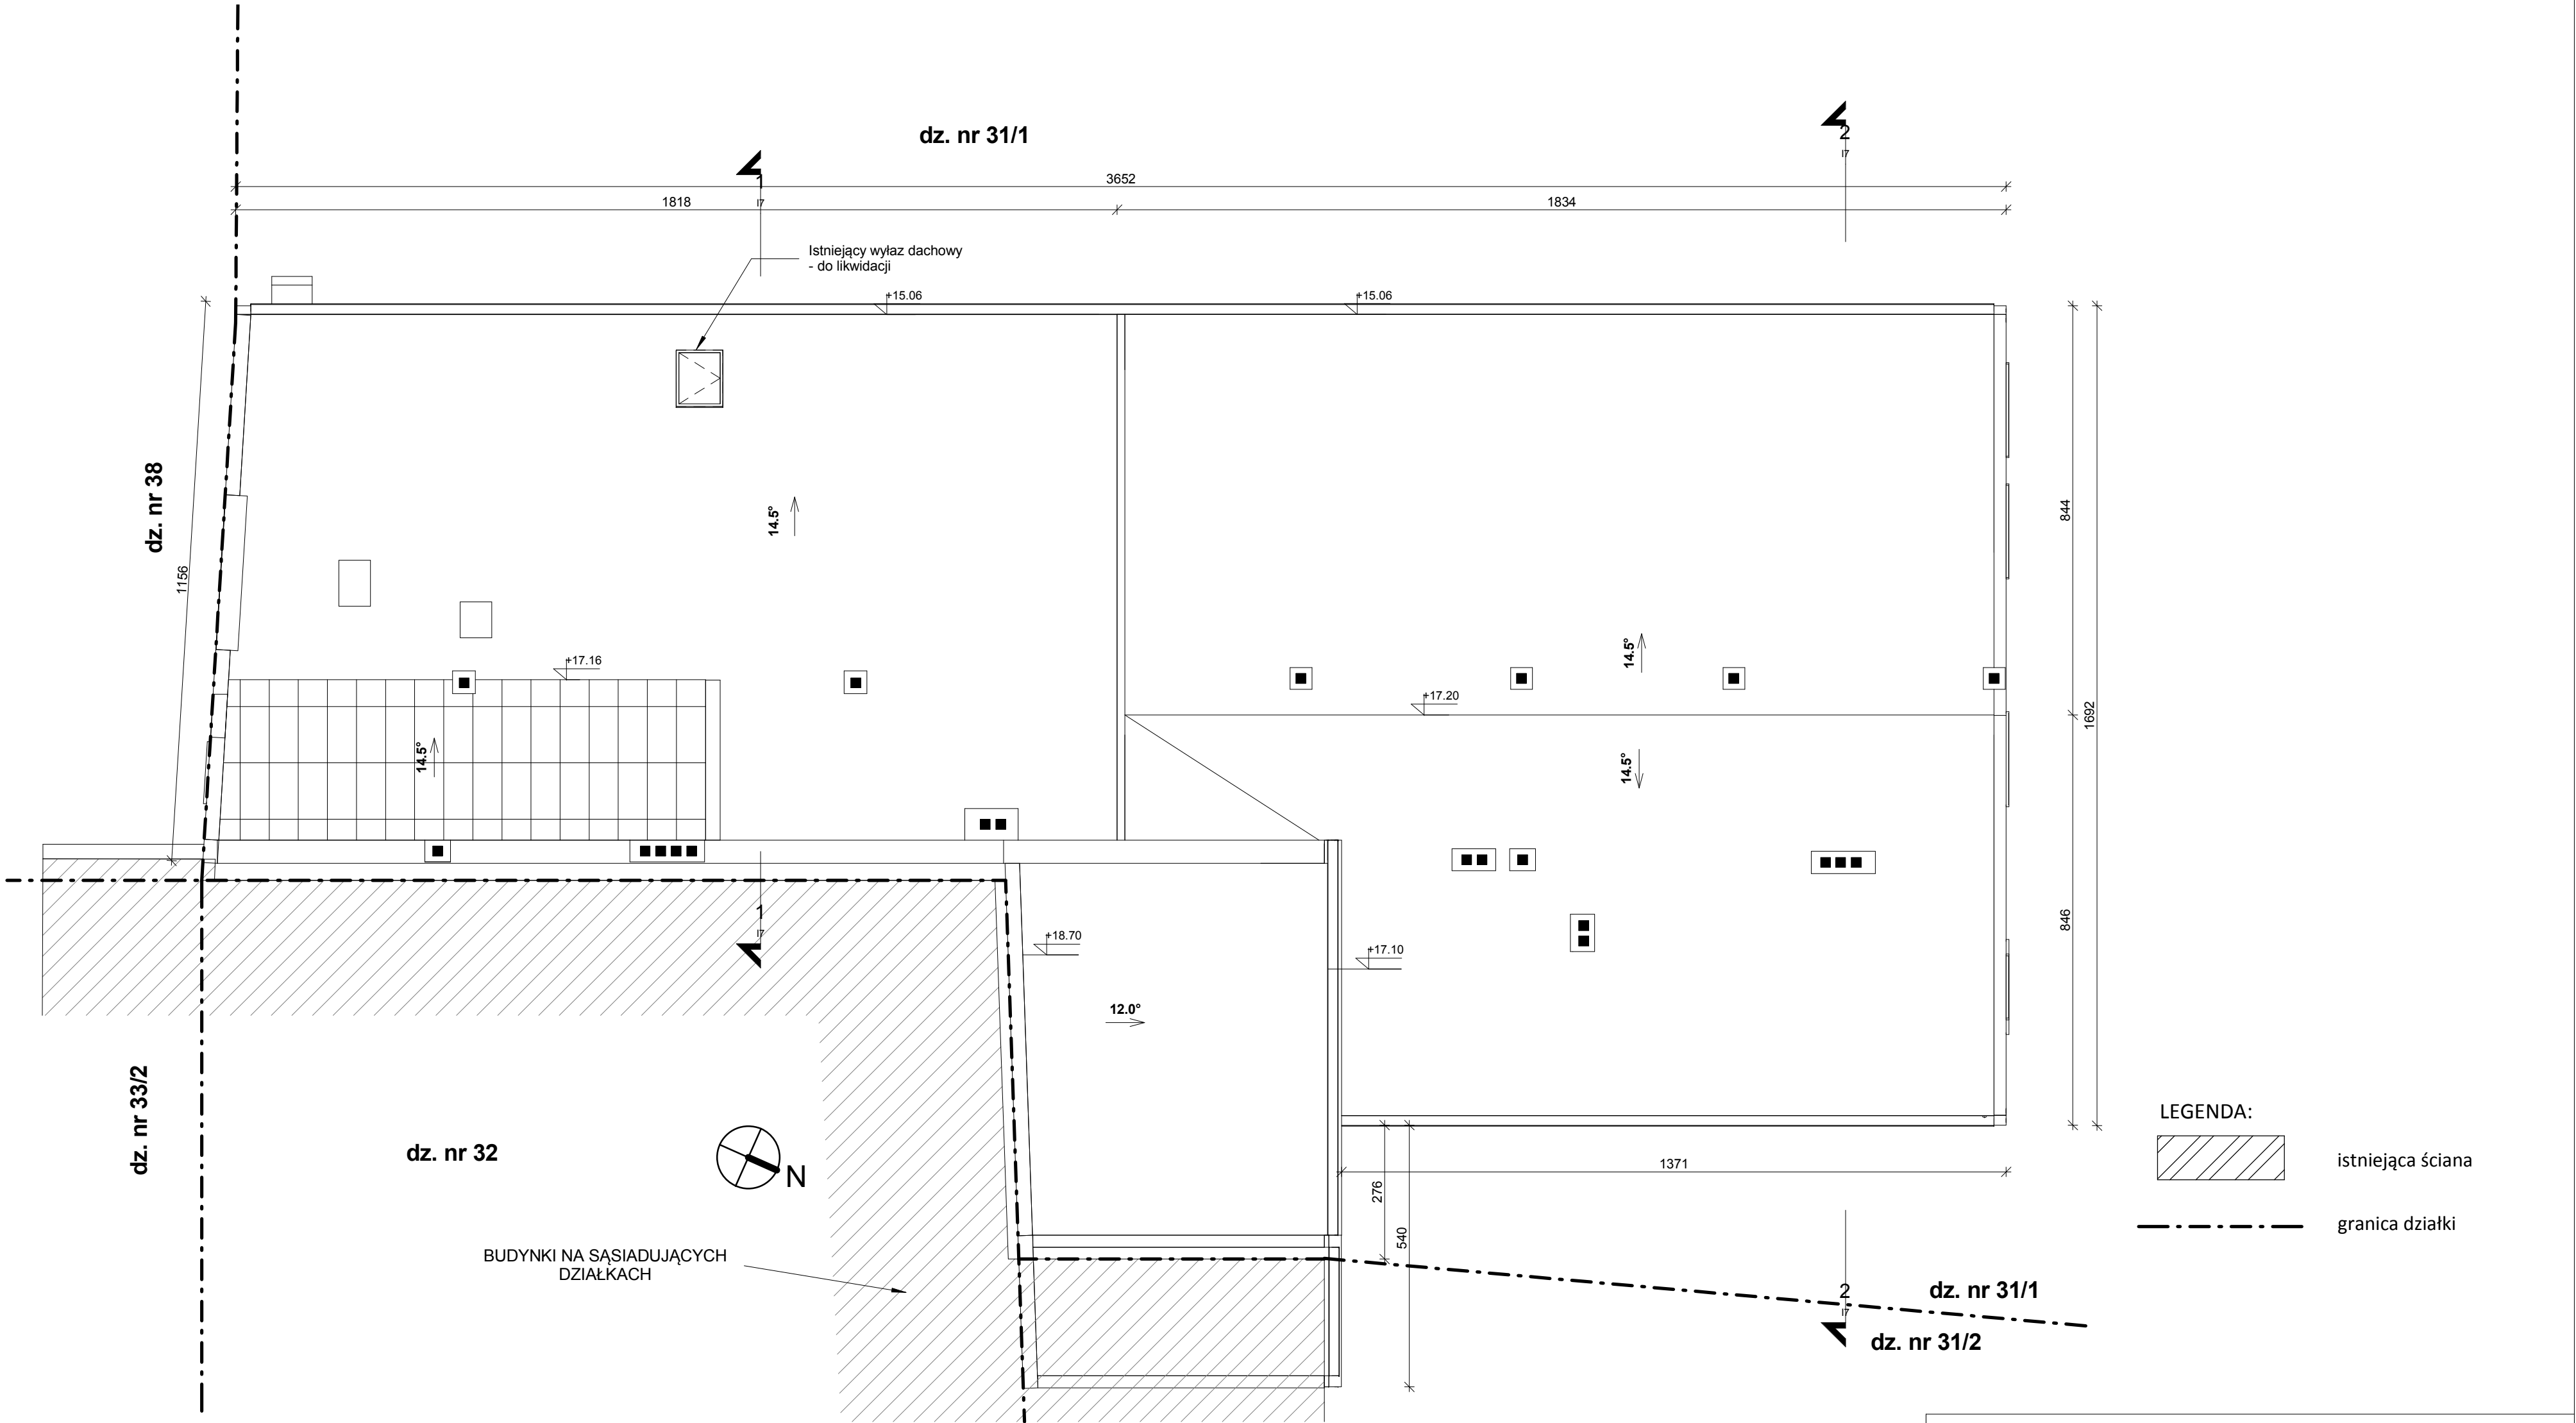 dz. nr 31/1
2
I7
3652
1
1818
I7
1834
Istniejący wyłaz dachowy
- do likwidacji
+15.06
+15.06
dz. nr 38
1156
14.5°
844
14.5°
+17.16
+17.20
1692
14.5°
14.5°
846
1
I7
+18.70
+17.10
12.0°
dz. nr 33/2
dz. nr 32
N
1371
276
540
BUDYNKI NA SĄSIADUJĄCYCH
DZIAŁKACH
2
I7
dz. nr 31/1
dz. nr 31/2
LEGENDA:
istniejąca ściana
granica działki